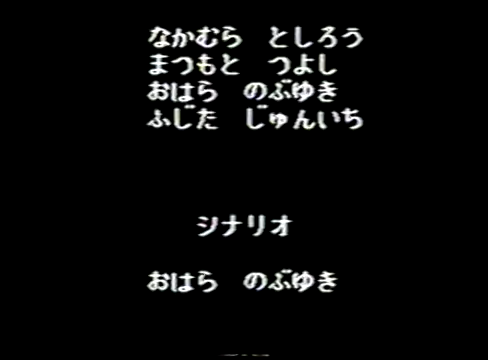 なかむら　としろう
まつもと　つよし
おはら　のぶゆき
ふじた　じゅんいち
シナリオ
おはら　のぶゆき